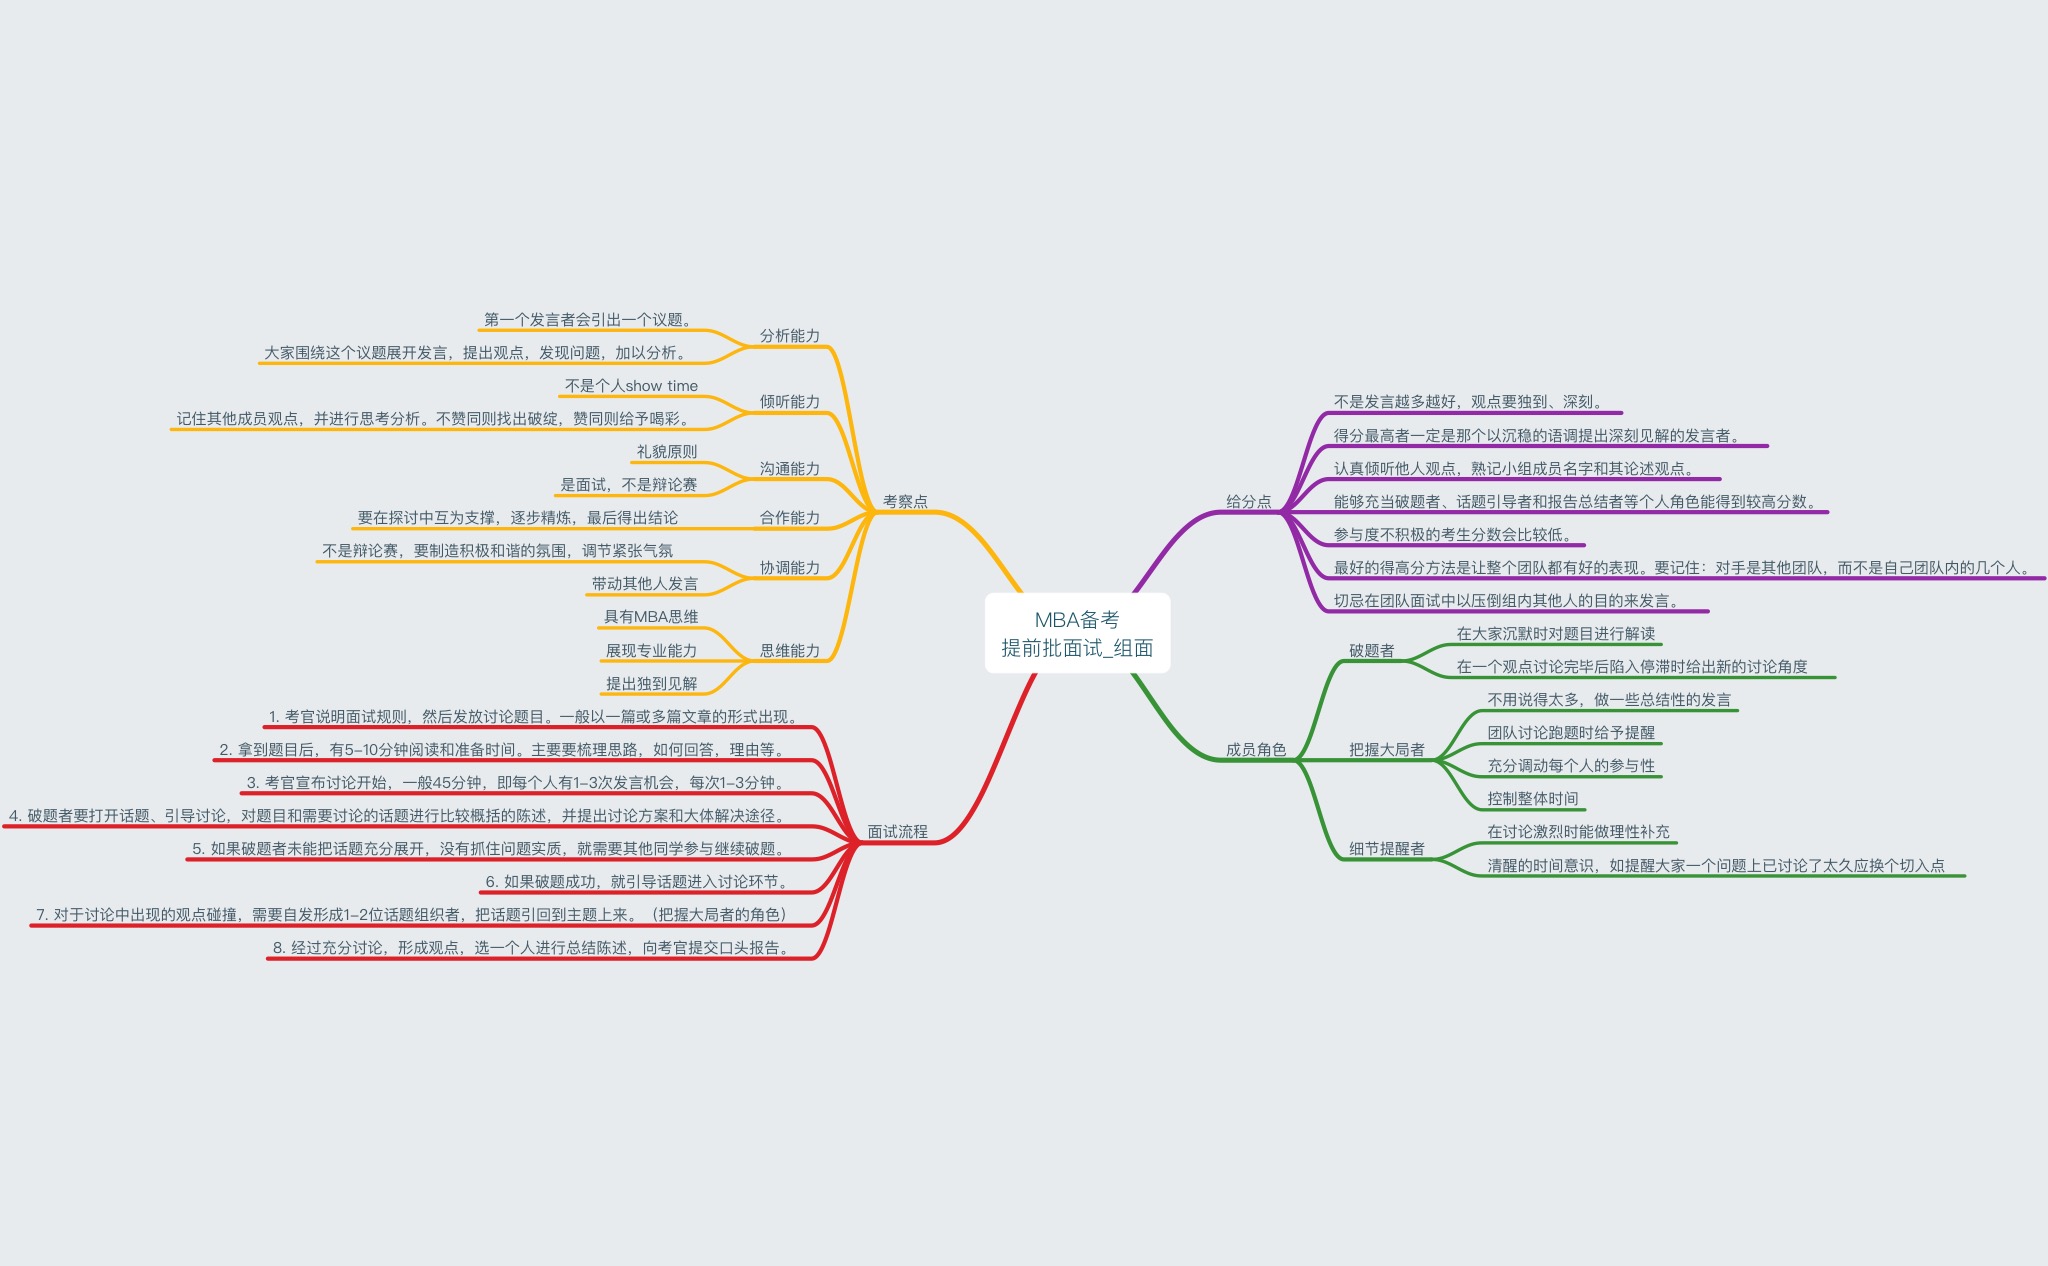 MBA备考
提前批面试_组面
考察点
分析能力
第一个发言者会引出一个议题。
大家围绕这个议题展开发言，提出观点，发现问题，加以分析。
倾听能力
不是个人show time
记住其他成员观点，并进行思考分析。不赞同则找出破绽，赞同则给予喝彩。
沟通能力
礼貌原则
是面试，不是辩论赛
合作能力
要在探讨中互为支撑，逐步精炼，最后得出结论
协调能力
不是辩论赛，要制造积极和谐的氛围，调节紧张气氛
带动其他人发言
思维能力
具有MBA思维
展现专业能力
提出独到见解
面试流程
1. 考官说明面试规则，然后发放讨论题目。一般以一篇或多篇文章的形式出现。
2. 拿到题目后，有5-10分钟阅读和准备时间。主要要梳理思路，如何回答，理由等。
3. 考官宣布讨论开始，一般45分钟，即每个人有1-3次发言机会，每次1-3分钟。
4. 破题者要打开话题、引导讨论，对题目和需要讨论的话题进行比较概括的陈述，并提出讨论方案和大体解决途径。
5. 如果破题者未能把话题充分展开，没有抓住问题实质，就需要其他同学参与继续破题。
6. 如果破题成功，就引导话题进入讨论环节。
7. 对于讨论中出现的观点碰撞，需要自发形成1-2位话题组织者，把话题引回到主题上来。（把握大局者的角色）
8. 经过充分讨论，形成观点，选一个人进行总结陈述，向考官提交口头报告。
给分点
不是发言越多越好，观点要独到、深刻。
得分最高者一定是那个以沉稳的语调提出深刻见解的发言者。
认真倾听他人观点，熟记小组成员名字和其论述观点。
能够充当破题者、话题引导者和报告总结者等个人角色能得到较高分数。
参与度不积极的考生分数会比较低。
最好的得高分方法是让整个团队都有好的表现。要记住：对手是其他团队，而不是自己团队内的几个人。
切忌在团队面试中以压倒组内其他人的目的来发言。
成员角色
破题者
在大家沉默时对题目进行解读
在一个观点讨论完毕后陷入停滞时给出新的讨论角度
把握大局者
不用说得太多，做一些总结性的发言
团队讨论跑题时给予提醒
充分调动每个人的参与性
控制整体时间
细节提醒者
在讨论激烈时能做理性补充
清醒的时间意识，如提醒大家一个问题上已讨论了太久应换个切入点